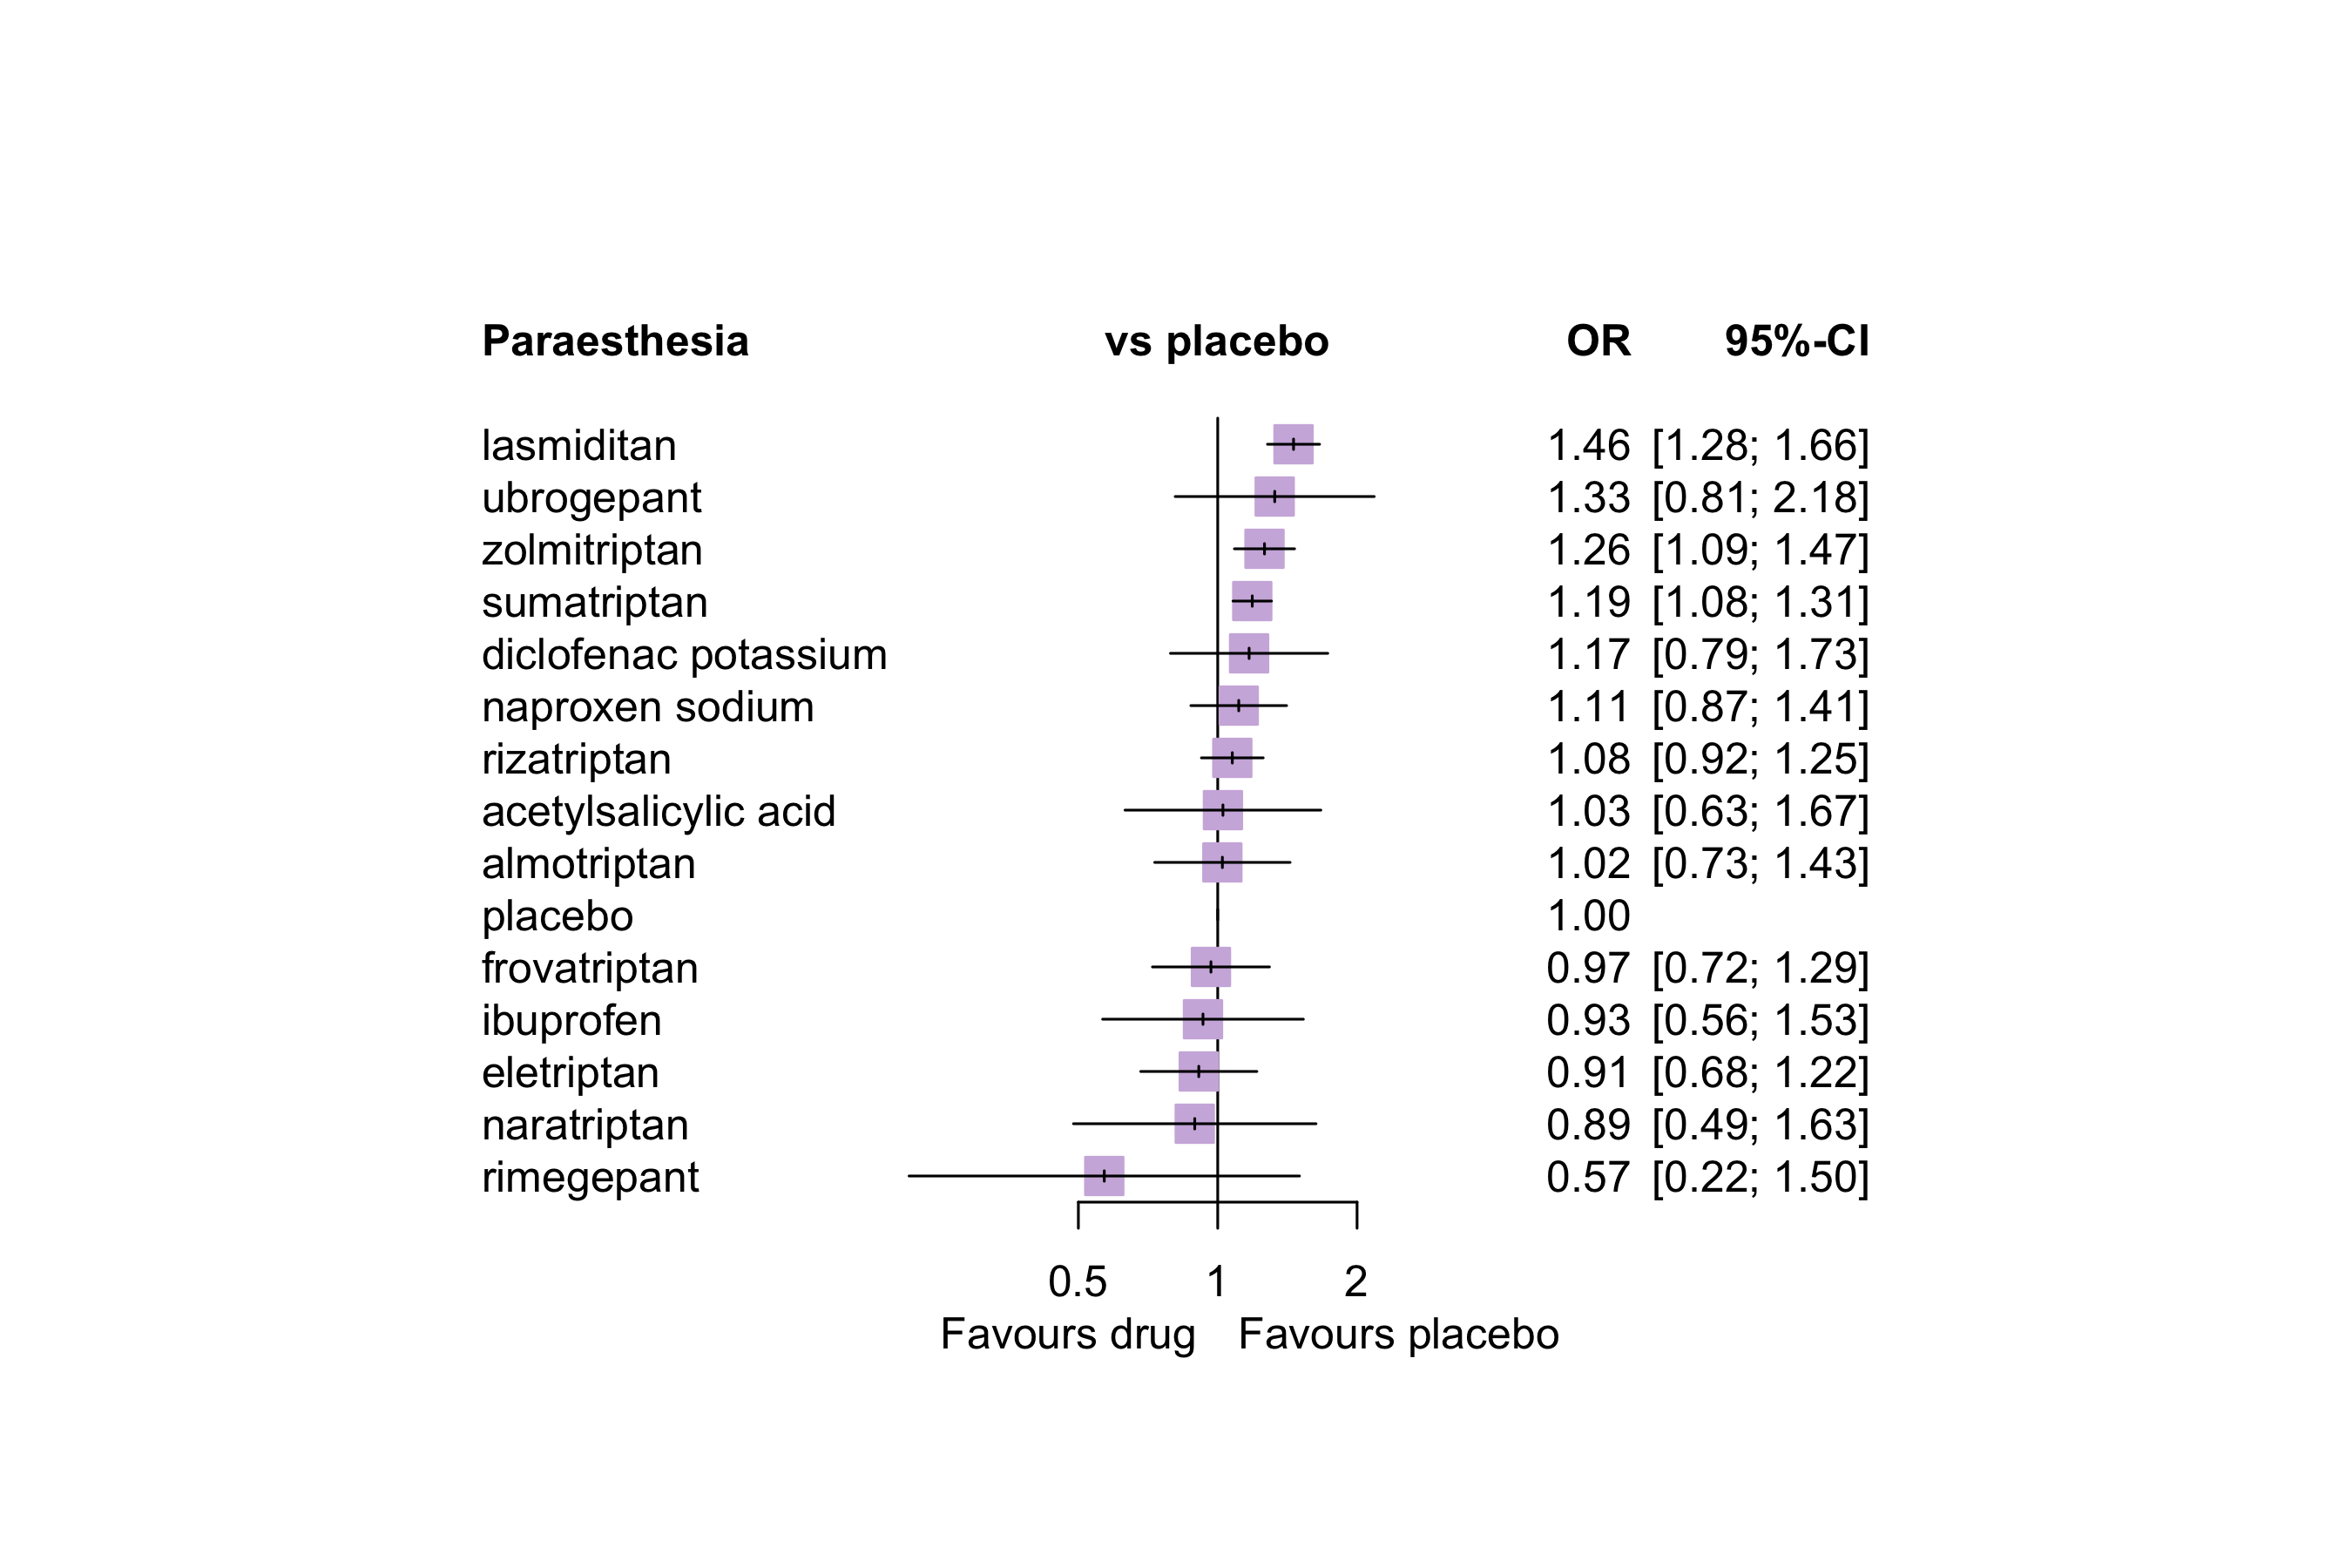 Paraesthesia vs placebo OR 95%-CI
lasmiditan 1.46 [1.28; 1.66]
ubrogepant 1.33 [0.81; 2.18]
zolmitriptan 1.26 [1.09; 1.47]
sumatriptan 1.19 [1.08; 1.31]
diclofenac potassium 1.17 [0.79; 1.73]
naproxen sodium 1.11 [0.87; 1.41]
rizatriptan 1.08 [0.92; 1.25]
acetylsalicylic acid 1.03 [0.63; 1.67]
almotriptan 1.02 [0.73; 1.43]
placebo 1.00
frovatriptan 0.97 [0.72; 1.29]
ibuprofen 0.93 [0.56; 1.53]
eletriptan 0.91 [0.68; 1.22]
naratriptan 0.89 [0.49; 1.63]
rimegepant 0.57 [0.22; 1.50]
0.5 1 2
Favours drug Favours placebo